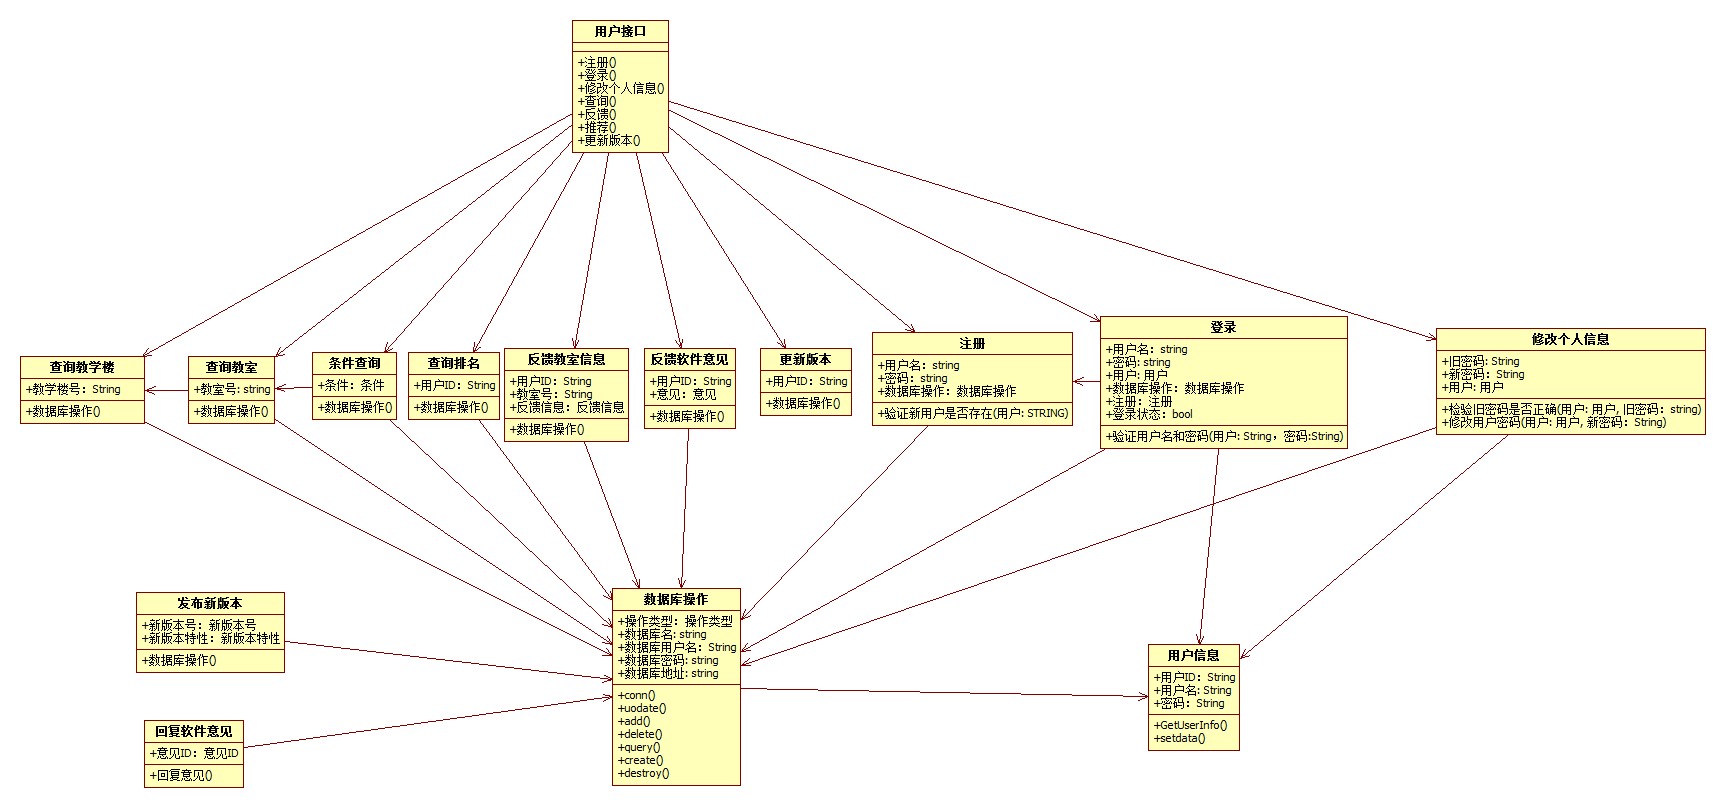 用户接口
+注册()
+登录()
+修改个人信息()
+查询()
+反馈()
+推荐()
+更新版本()
查询教学楼
+教学楼号：String
+数据库操作()
查询教室
+教室号: string
+数据库操作()
条件查询
+条件：条件
+数据库操作()
查询排名
+用户ID：String
+数据库操作()
反馈教室信息
+用户ID：String
+教室号：String
+反馈信息：反馈信息
+数据库操作()
反馈软件意见
+用户ID：String
+意见：意见
+数据库操作()
更新版本
+用户ID：String
+数据库操作()
注册
+用户名：string
+密码：string
+数据库操作：数据库操作
+验证新用户是否存在(用户: STRING)
登录
+用户名：string
+密码: string
+用户: 用户
+数据库操作：数据库操作
+注册：注册
+登录状态：bool
+验证用户名和密码(用户: String，密码:String)
修改个人信息
+旧密码: String
+新密码：String
+用户: 用户
+检验旧密码是否正确(用户: 用户, 旧密码：string)
+修改用户密码(用户: 用户, 新密码：String)
发布新版本
+新版本号：新版本号
+新版本特性：新版本特性
+数据库操作()
回复软件意见
+意见ID：意见ID
+回复意见()
数据库操作
+操作类型：操作类型
+数据库名: string
+数据库用户名：String
+数据库密码: string
+数据库地址: string
+conn()
+uodate()
+add()
+delete()
+query()
+create()
+destroy()
用户信息
+用户ID：String
+用户名: String
+密码：String
+GetUserInfo()
+setdata()